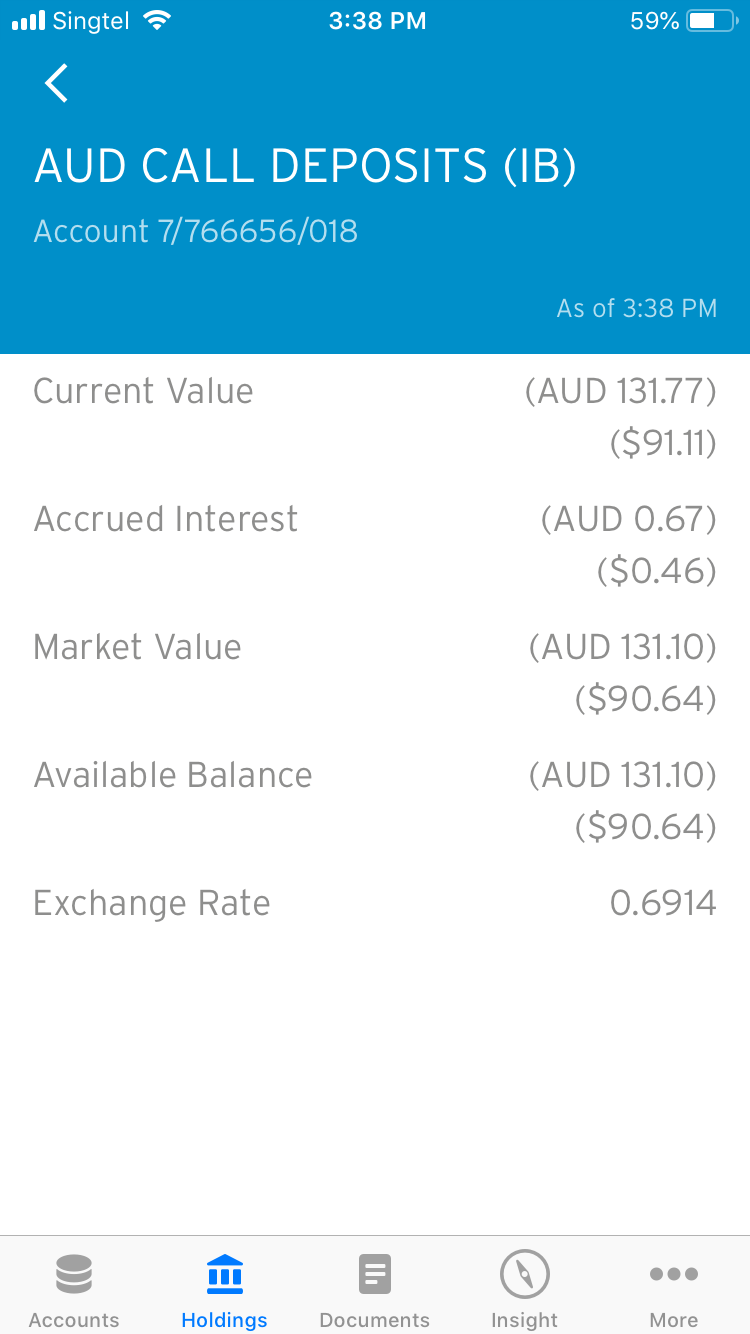 Singtel 3:38 PM 59%
AUD CALL DEPOSITS (IB)
Account 7/766656/018
As of 3:38 PM
Current Value (AUD 131.77)
($91.11)
Accrued Interest (AUD 0.67)
($0.46)
Market Value (AUD 131.10)
($90.64)
Available Balance (AUD 131.10)
($90.64)
Exchange Rate 0.6914
Accounts Holdings Documents Insight More